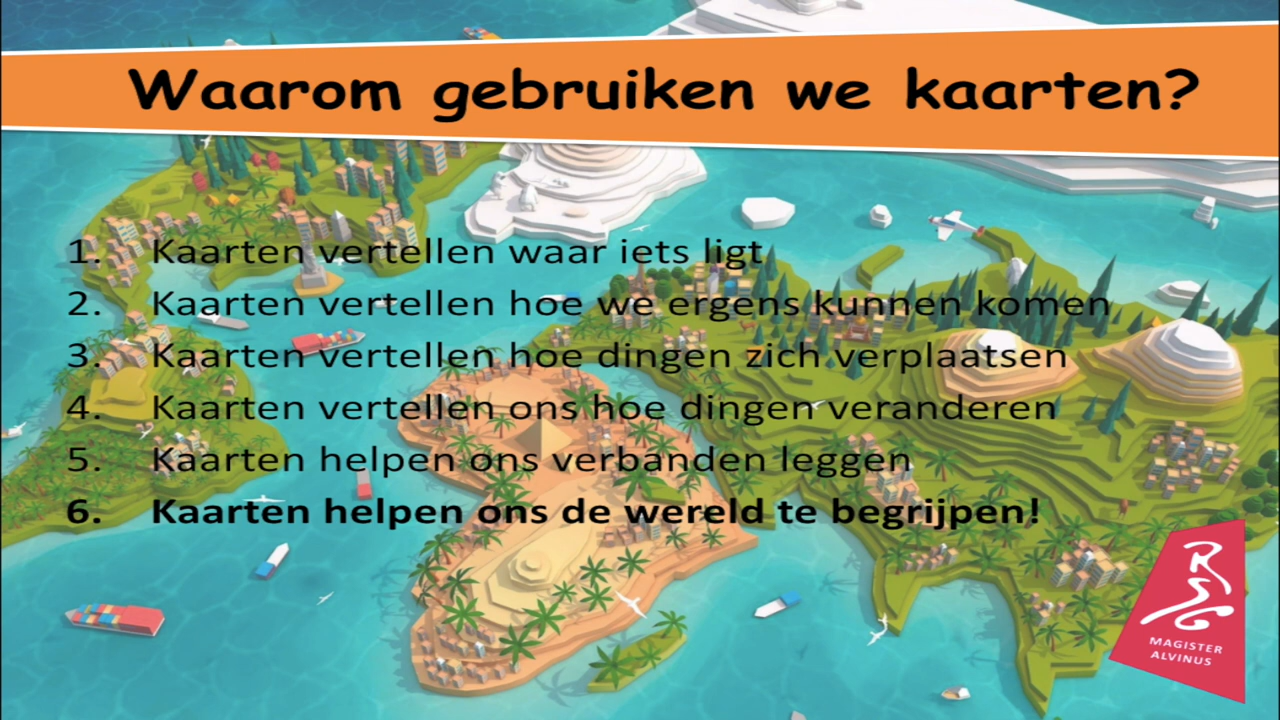 Waarom gebruiken we kaarten?
1. Kaarten vertellen waar iets ligt
2. Kaarten vertellen hoe we ergens kunnen komen
3. Kaarten vertellen hoe dingen zich verplaatsen
4. Kaarten vertellen ons hoe dingen veranderen
5. Kaarten helpen ons verbanden leggen
6. Kaarten helpen ons de wereld te begrijpen!
RSG
MAGISTER
ALVINUS